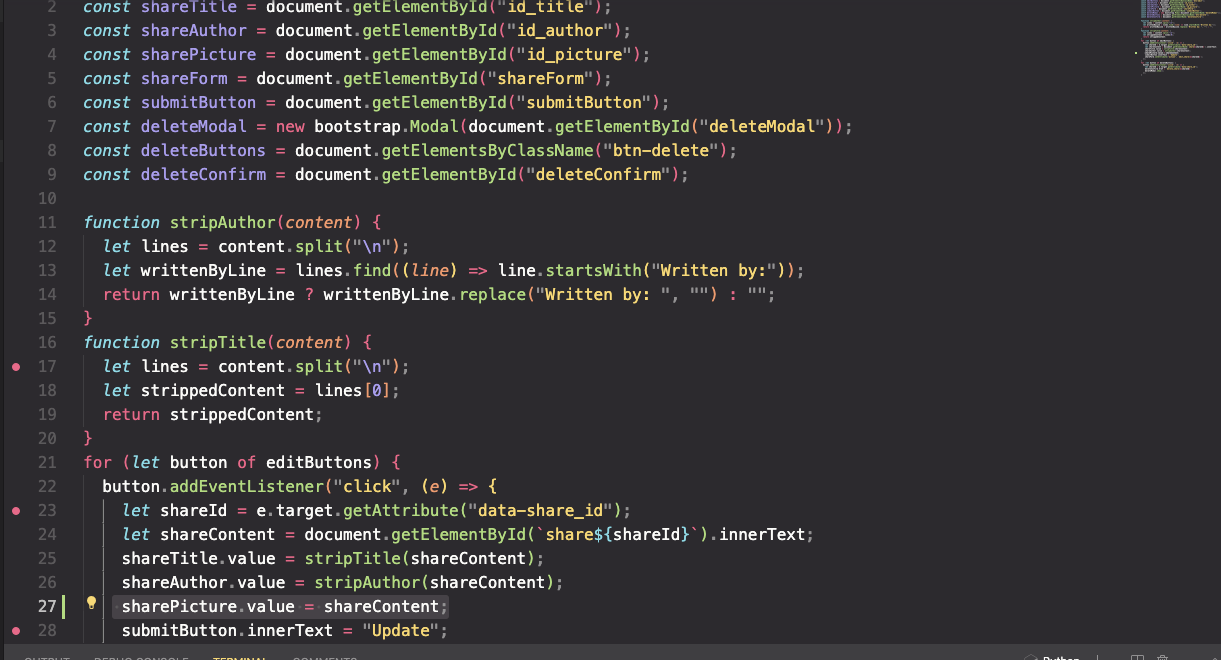 2 const shareTitle = document.getElementById("id_title");
3 const shareAuthor = document.getElementById("id_author");
4 const sharePicture = document.getElementById("id_picture");
5 const shareForm = document.getElementById("shareForm");
6 const submitButton = document.getElementById("submitButton");
7 const deleteModal = new bootstrap.Modal(document.getElementById("deleteModal"));
8 const deleteButtons = document.getElementsByClassName("btn-delete");
9 const deleteConfirm = document.getElementById("deleteConfirm");
10
11 function stripAuthor(content) {
12   let lines = content.split("\n");
13   let writtenByLine = lines.find((line) => line.startsWith("Written by:"));
14   return writtenByLine ? writtenByLine.replace("Written by: ", "") : "";
15 }
16 function stripTitle(content) {
17   let lines = content.split("\n");
18   let strippedContent = lines[0];
19   return strippedContent;
20 }
21 for (let button of editButtons) {
22   button.addEventListener("click", (e) => {
23     let shareId = e.target.getAttribute("data-share_id");
24     let shareContent = document.getElementById(`share${shareId}`).innerText;
25     shareTitle.value = stripTitle(shareContent);
26     shareAuthor.value = stripAuthor(shareContent);
27     sharePicture.value = shareContent;
28     submitButton.innerText = "Update";
OUTPUT DEBUG CONSOLE TERMINAL COMMENTS Python